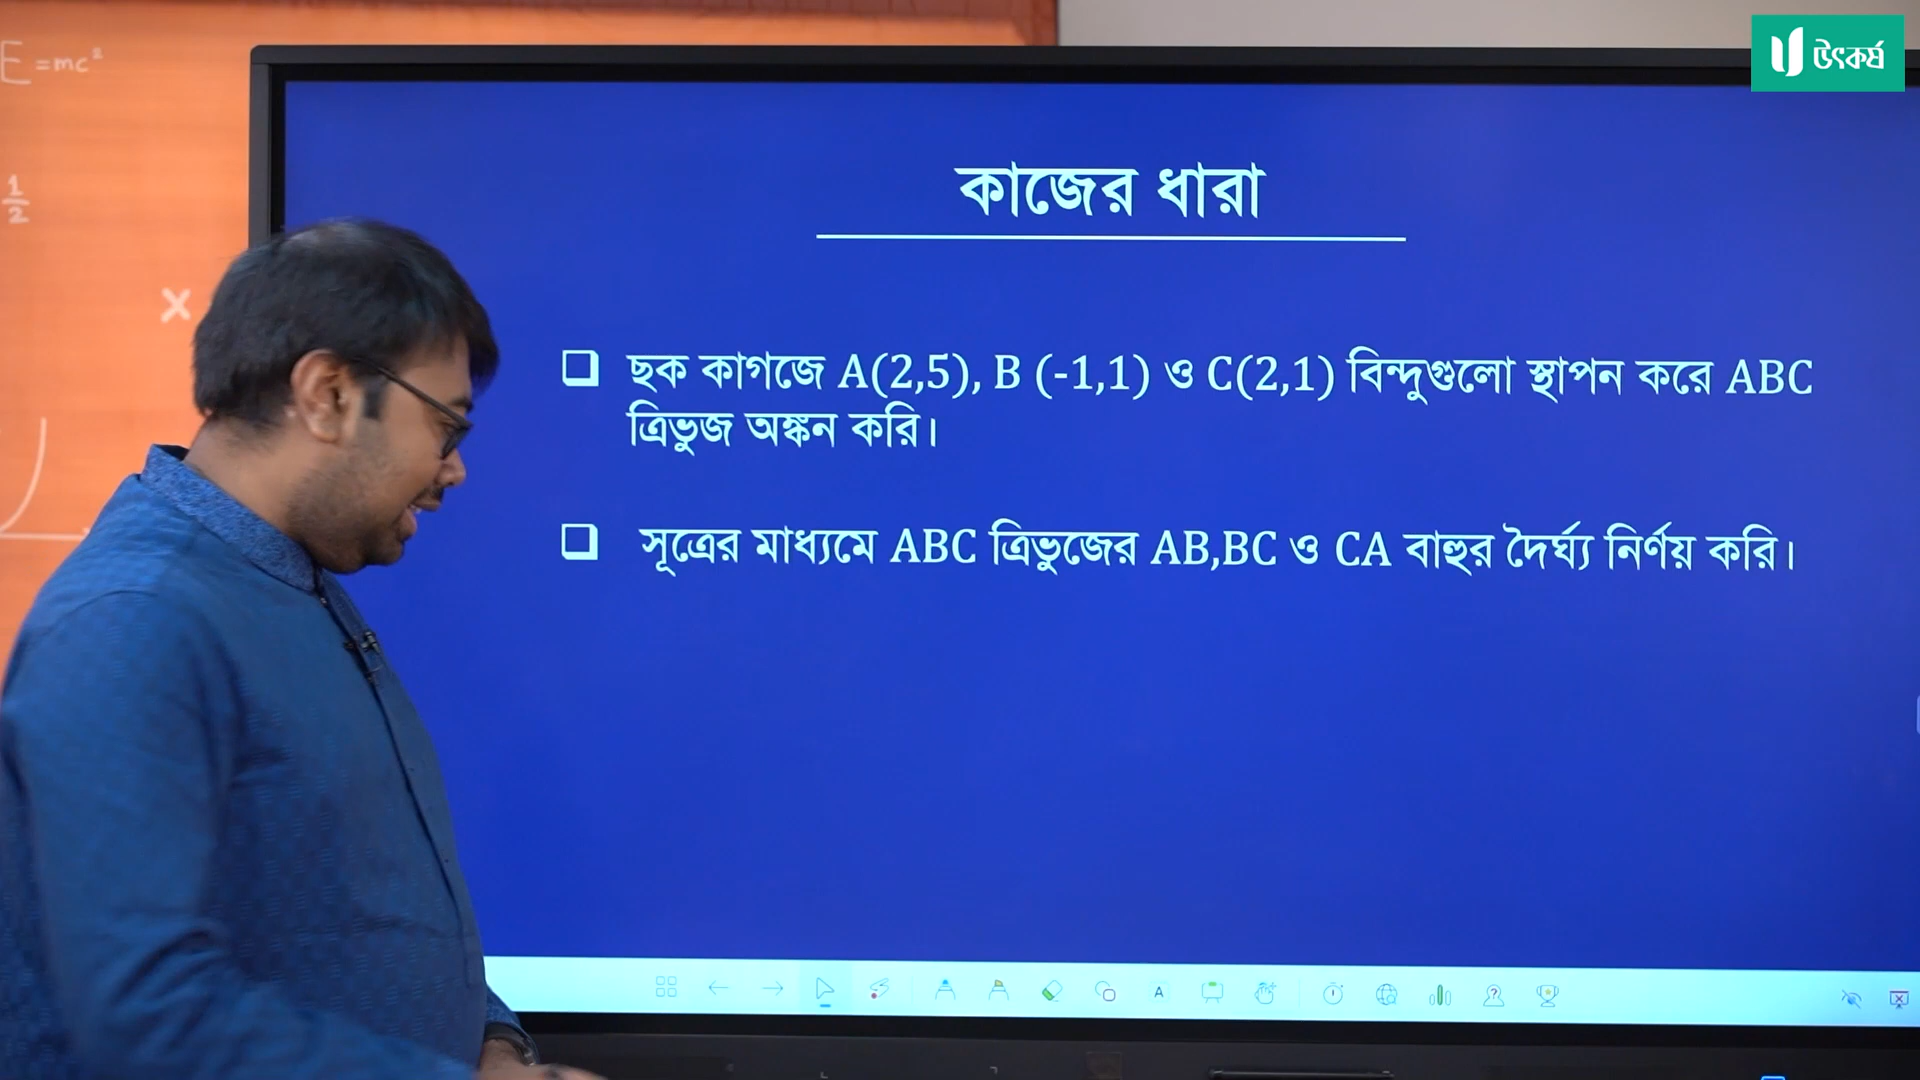 E=mc²
উৎকর্ষ
1/2
x
কাজের ধারা
ছক কাগজে A(2,5), B (-1,1) ও C(2,1) বিন্দুগুলো স্থাপন করে ABC
ত্রিভুজ অঙ্কন করি।
সূত্রের মাধ্যমে ABC ত্রিভুজের AB,BC ও CA বাহুর দৈর্ঘ্য নির্ণয় করি।
A